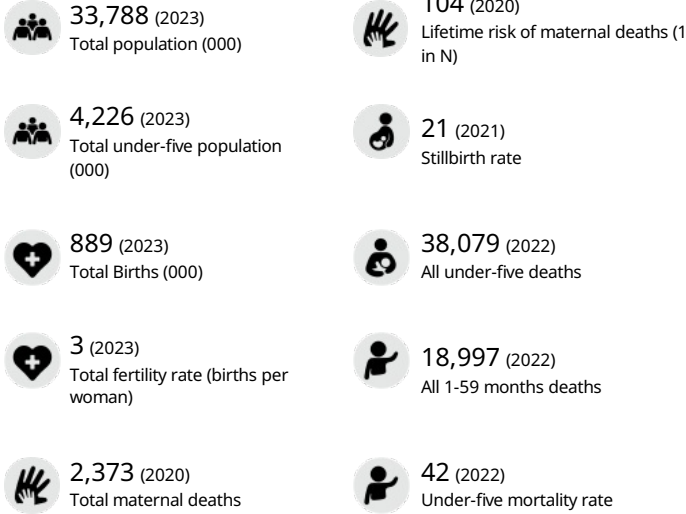 33,788 (2023)
Total population (000)
4,226 (2023)
Total under-five population
(000)
889 (2023)
Total Births (000)
3 (2023)
Total fertility rate (births per
woman)
2,373 (2020)
Total maternal deaths
104 (2020)
Lifetime risk of maternal deaths (1
in N)
21 (2021)
Stillbirth rate
38,079 (2022)
All under-five deaths
18,997 (2022)
All 1-59 months deaths
42 (2022)
Under-five mortality rate